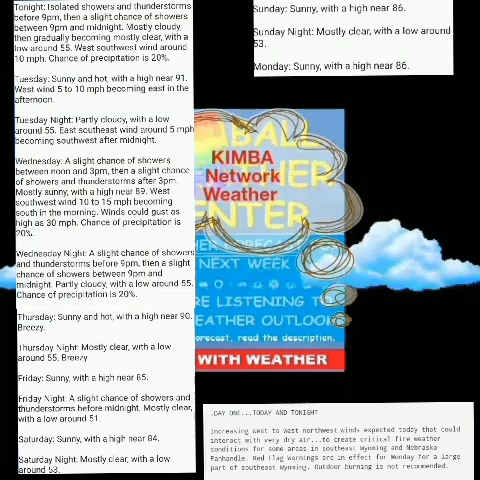 Tonight: Isolated showers and thunderstorms
before 9pm, then a slight chance of showers
between 9pm and midnight. Mostly cloudy,
then gradually becoming mostly clear, with a
low around 55. West southwest wind around
10 mph. Chance of precipitation is 20%.
Tuesday: Sunny and hot, with a high near 91.
West wind 5 to 10 mph becoming east in the
afternoon.
Tuesday Night: Partly cloudy, with a low
around 55. East southeast wind around 5 mph
becoming southwest after midnight.
Wednesday: A slight chance of showers
between noon and 3pm, then a slight chance
of showers and thunderstorms after 3pm.
Mostly sunny, with a high near 89. West
southwest wind 10 to 15 mph becoming
south in the morning. Winds could gust as
high as 30 mph. Chance of precipitation is
20%.
Wednesday Night: A slight chance of showers
and thunderstorms before 9pm, then a slight
chance of showers between 9pm and
midnight. Partly cloudy, with a low around 55.
Chance of precipitation is 20%.
Thursday: Sunny and hot, with a high near 90.
Breezy.
Thursday Night: Mostly clear, with a low
around 55. Breezy.
Friday: Sunny, with a high near 85.
Friday Night: A slight chance of showers and
thunderstorms before midnight. Mostly clear,
with a low around 51.
Saturday: Sunny, with a high near 84.
Saturday Night: Mostly clear, with a low
around 53.
Sunday: Sunny, with a high near 86.
Sunday Night: Mostly clear, with a low around
53.
Monday: Sunny, with a high near 86.
KIMBA
Network
Weather
ENTER
NEXT WEEK
RE LISTENING TO
EATHER OUTLOO
orecast, read the description.
WITH WEATHER
.DAY ONE...TODAY AND TONIGHT
Increasing west to west northwest winds expected today that could
interact with very dry air...to create critical fire weather
conditions for some areas in southeast Wyoming and Nebraska
Panhandle. Red Flag Warnings are in effect for Monday for a large
part of southeast Wyoming. Outdoor burning is not recommended.